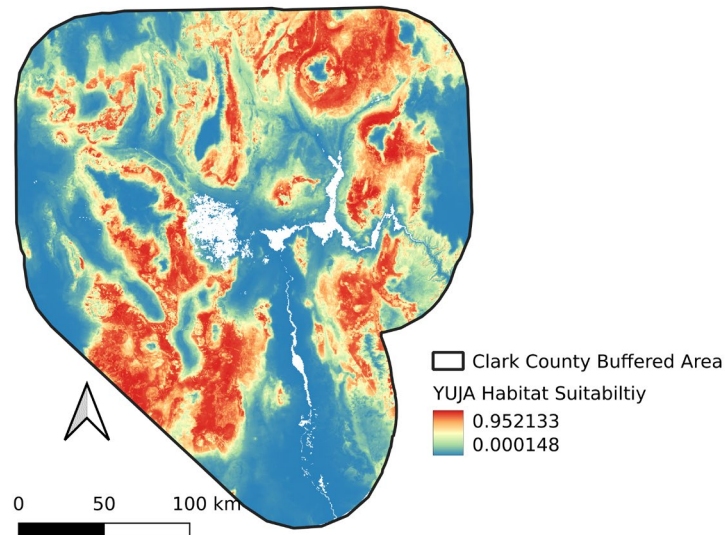 Clark County Buffered Area
YUJA Habitat Suitabiltiy
0.952133
0.000148
0 50 100 km